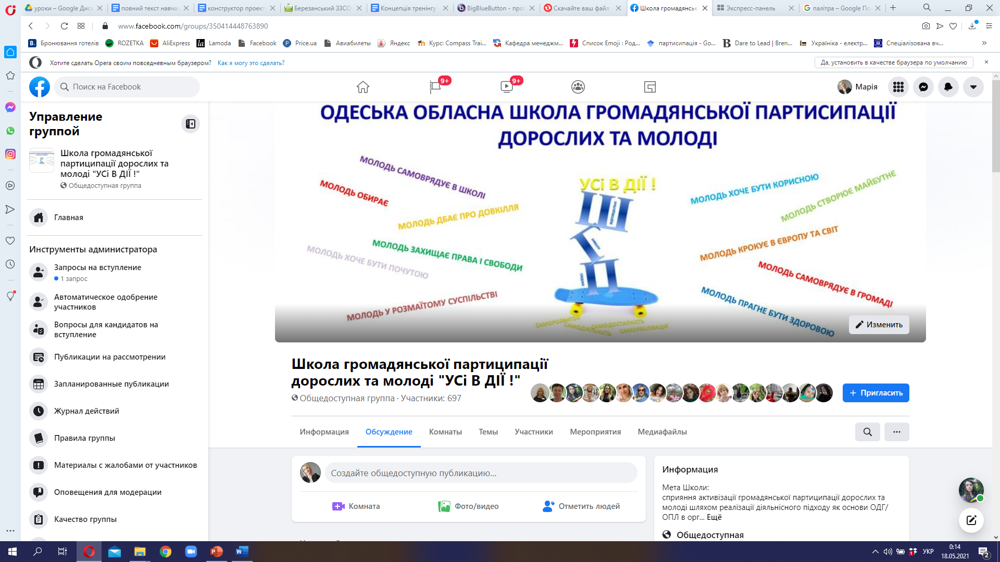 уроки – Google Дис
повний текст навча
конструктор проект
Березанський ЗЗСО
Концепція тренінгу
BigBlueButton - про
Скачайте ваш файл
Школа громадянськ
Экспресс-панель
палітра – Google По
www.facebook.com/groups/350414448763890
Бронювання готелів
ROZETKA
AliExpress
Lamoda
Facebook
Price.ua
Авиабилеты
Яндекс
Курс: Compass Trai...
Кафедра менеджм...
Список Emoji : Род...
партисипація - Go...
Dare to Lead | Bren...
Україніка - електр...
Спеціалізована вч...
Хотите сделать Opera своим повседневным браузером? Как я могу это сделать?
Да, установить в качестве браузера по умолчанию
Поиск на Facebook
9+
9+
Марія
Управление
группой
Школа громадянської
партиципації дорослих та
молоді "УСі В ДІЇ !"
Общедоступная группа
Главная
Инструменты администратора
Запросы на вступление
1 запрос
Автоматическое одобрение
участников
Вопросы для кандидатов на
вступление
Публикации на рассмотрении
Запланированные публикации
Журнал действий
Правила группы
Материалы с жалобами от участников
Оповещения для модерации
Качество группы
ОДЕСЬКА ОБЛАСНА ШКОЛА ГРОМАДЯНСЬКОЇ ПАРТИСИПАЦІЇ
ДОРОСЛИХ ТА МОЛОДІ
МОЛОДЬ САМОВРЯДУЄ В ШКОЛІ
МОЛОДЬ ОБИРАЄ
МОЛОДЬ ДБАЄ ПРО ДОВКІЛЛЯ
МОЛОДЬ ЗАХИЩАЄ ПРАВА І СВОБОДИ
МОЛОДЬ ХОЧЕ БУТИ ПОЧУТОЮ
МОЛОДЬ У РОЗМАЇТОМУ СУСПІЛЬСТВІ
УСі В ДІЇ !
Ш
Г
П
САМОРОЗВИТОК
САМОДІЯЛЬНІСТЬ
САМОДОСТАТНІСТЬ
САМОРЕАЛІЗАЦІЯ
МОЛОДЬ ХОЧЕ БУТИ КОРИСНОЮ
МОЛОДЬ СТВОРЮЄ МАЙБУТНЄ
МОЛОДЬ КРОКУЄ В ЄВРОПУ ТА СВІТ
МОЛОДЬ САМОВРЯДУЄ В ГРОМАДІ
МОЛОДЬ ПРАГНЕ БУТИ ЗДОРОВОЮ
Изменить
Школа громадянської партиципації
дорослих та молоді "УСі В ДІЇ !"
Общедоступная группа · Участники: 697
Пригласить
Информация
Обсуждение
Комнаты
Темы
Участники
Мероприятия
Медиафайлы
Создайте общедоступную публикацию...
Комната
Фото/видео
Отметить людей
Информация
Мета Школи:
сприяння активізації громадянської партиципації дорослих та
молоді шляхом реалізації діяльнісного підходу як основи ОДГ/
ОПЛ в орг... Ещё
Общедоступная
УКР
0:14
18.05.2021
2